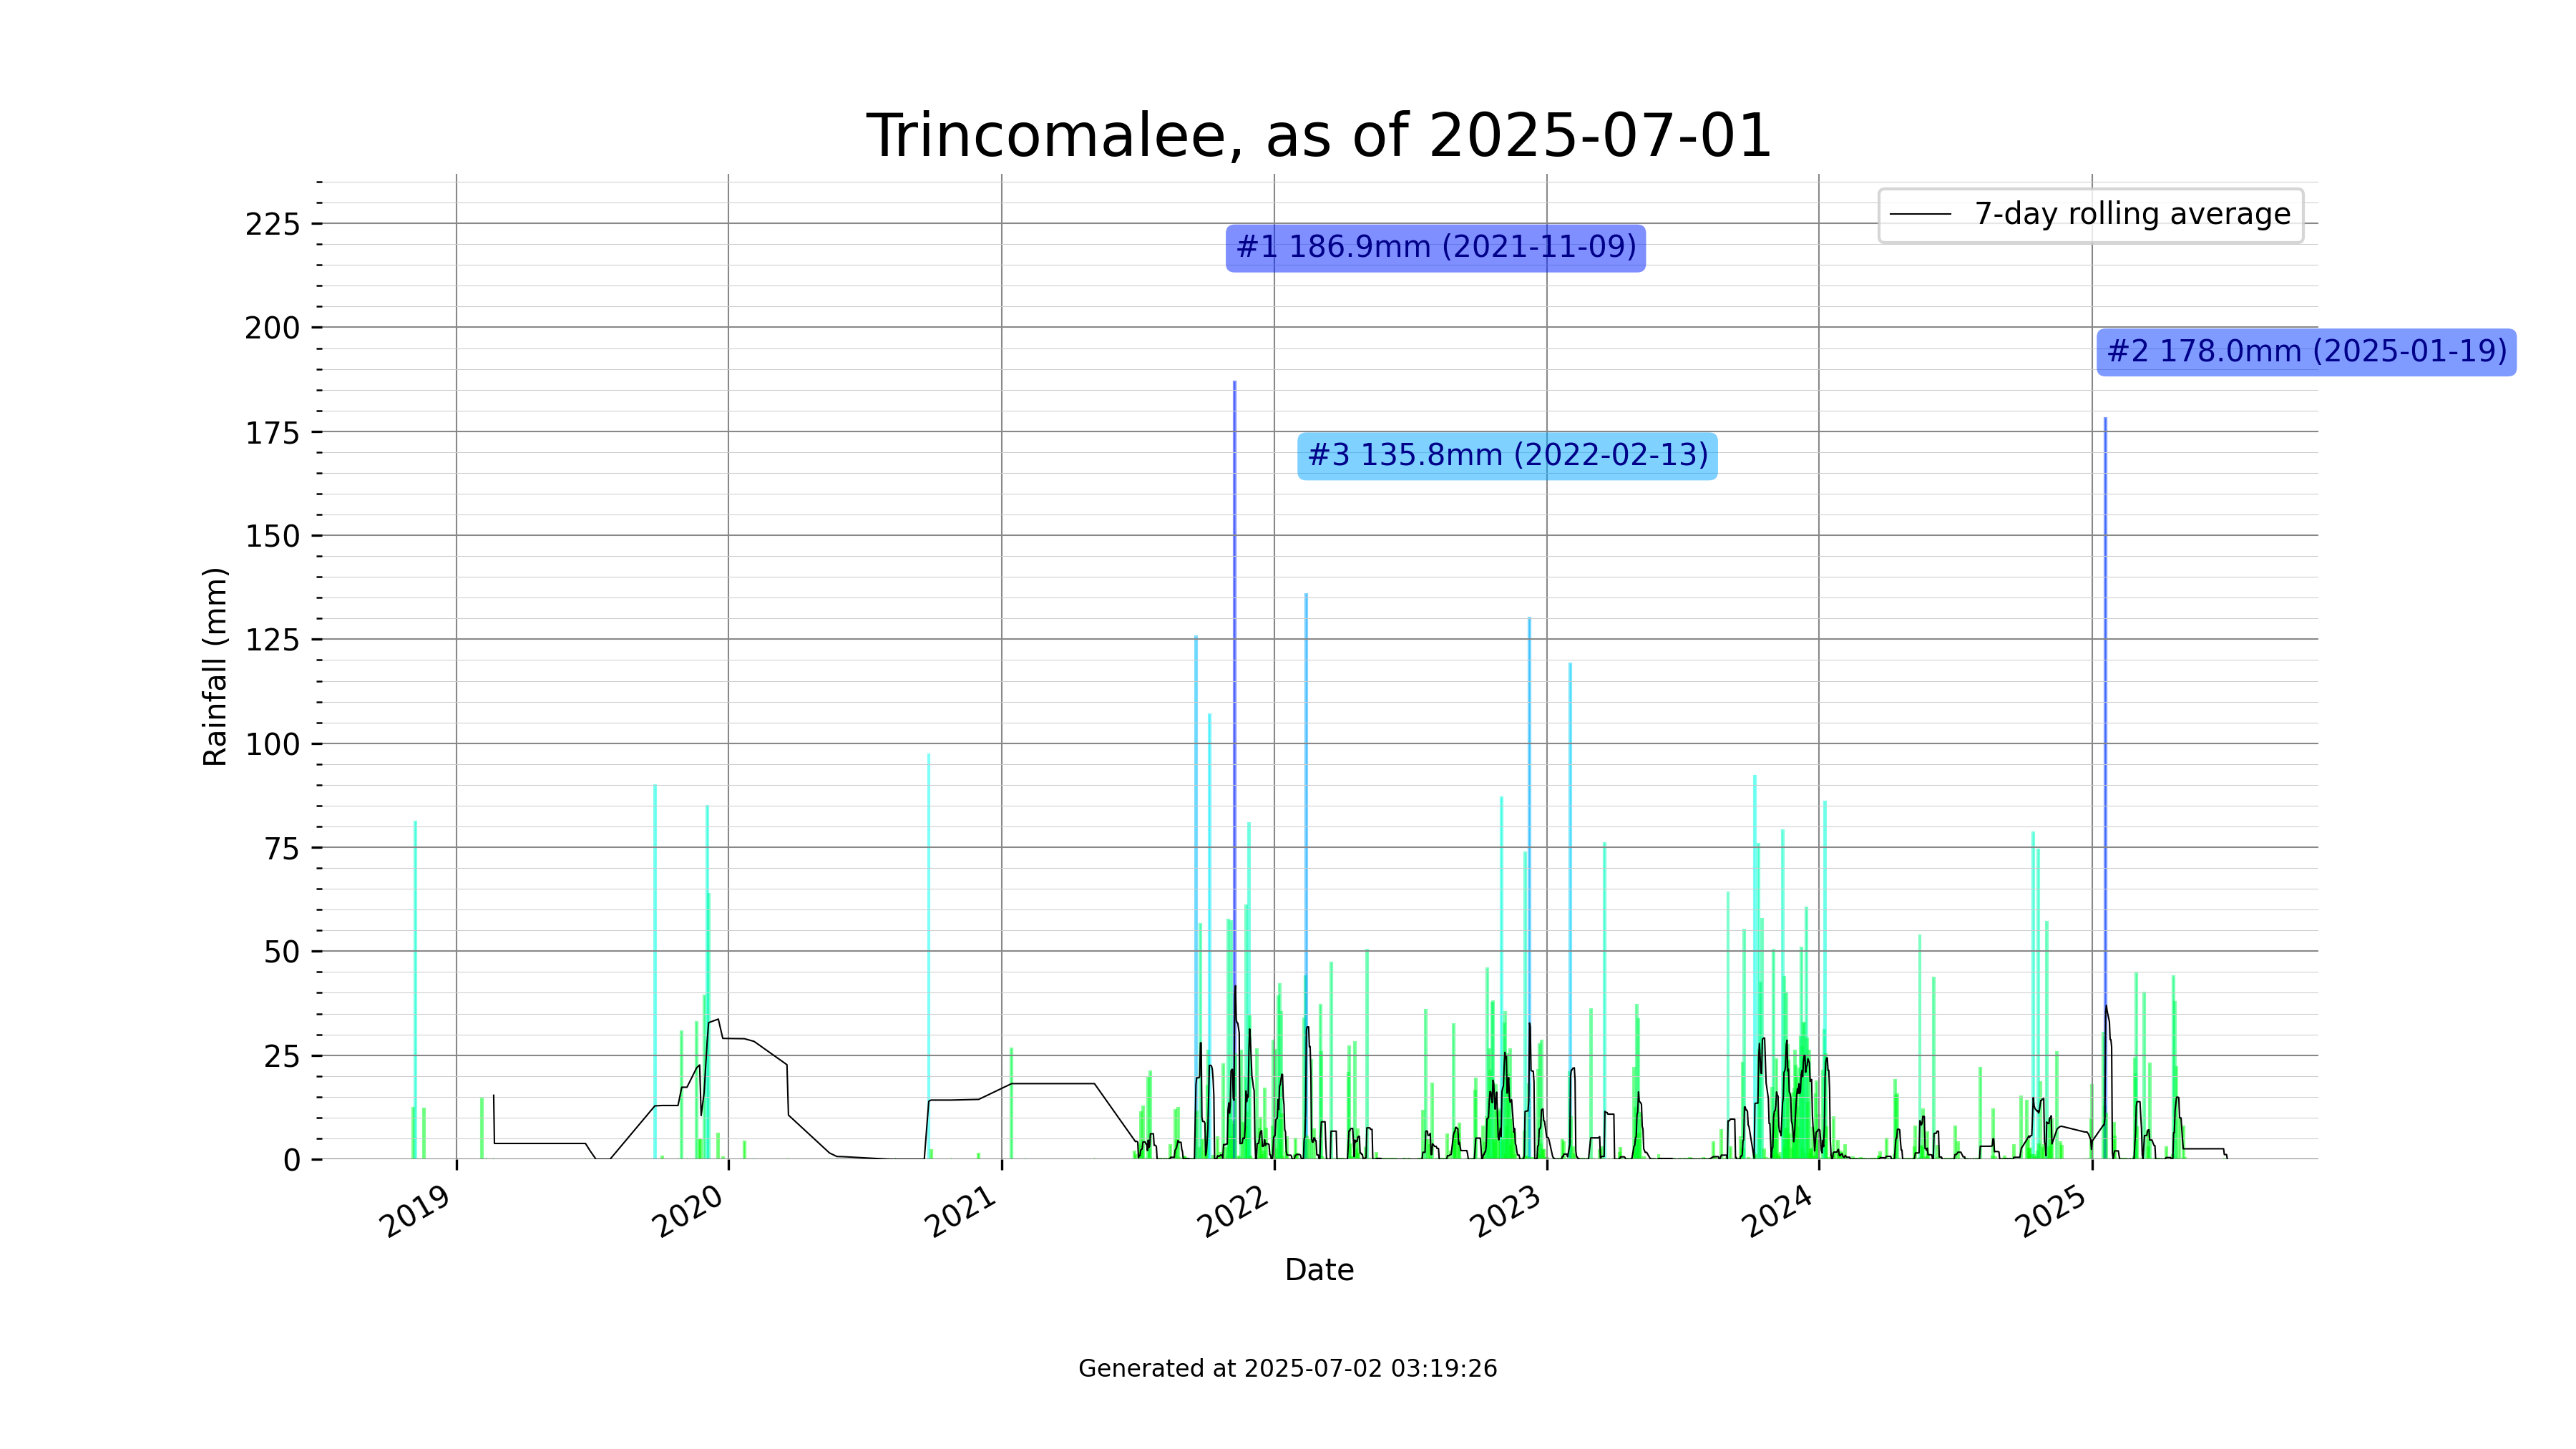 Trincomalee, as of 2025-07-01
7-day rolling average
225
#1 186.9mm (2021-11-09)
200
#2 178.0mm (2025-01-19)
175
#3 135.8mm (2022-02-13)
150
125
100
75
50
25
0
Rainfall (mm)
2019
2020
2021
2022
2023
2024
2025
Date
Generated at 2025-07-02 03:19:26